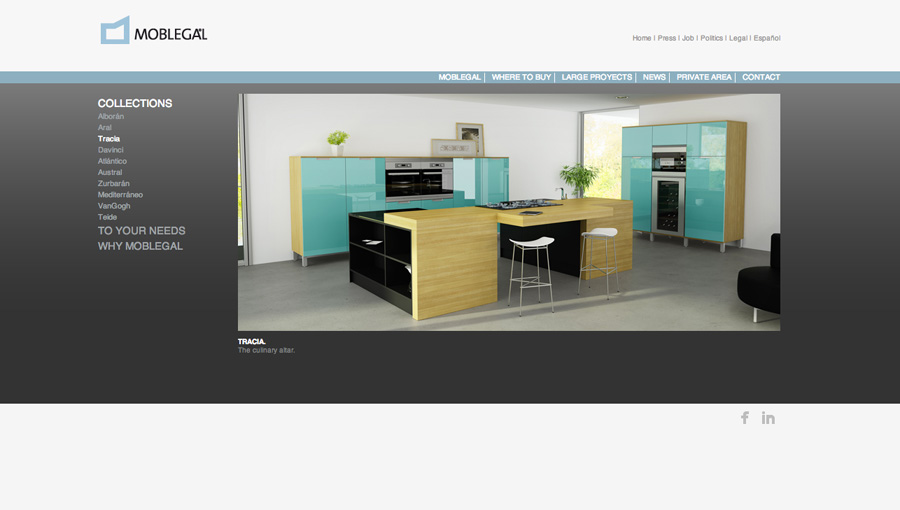 MOBLEGAL
Home | Press | Job | Politics | Legal | Español
MOBLEGAL | WHERE TO BUY | LARGE PROYECTS | NEWS | PRIVATE AREA | CONTACT
COLLECTIONS
Alborán
Aral
Tracia
Davinci
Atlántico
Austral
Zurbarán
Mediterráneo
VanGogh
Teide
TO YOUR NEEDS
WHY MOBLEGAL
TRACIA.
The culinary altar.
f in